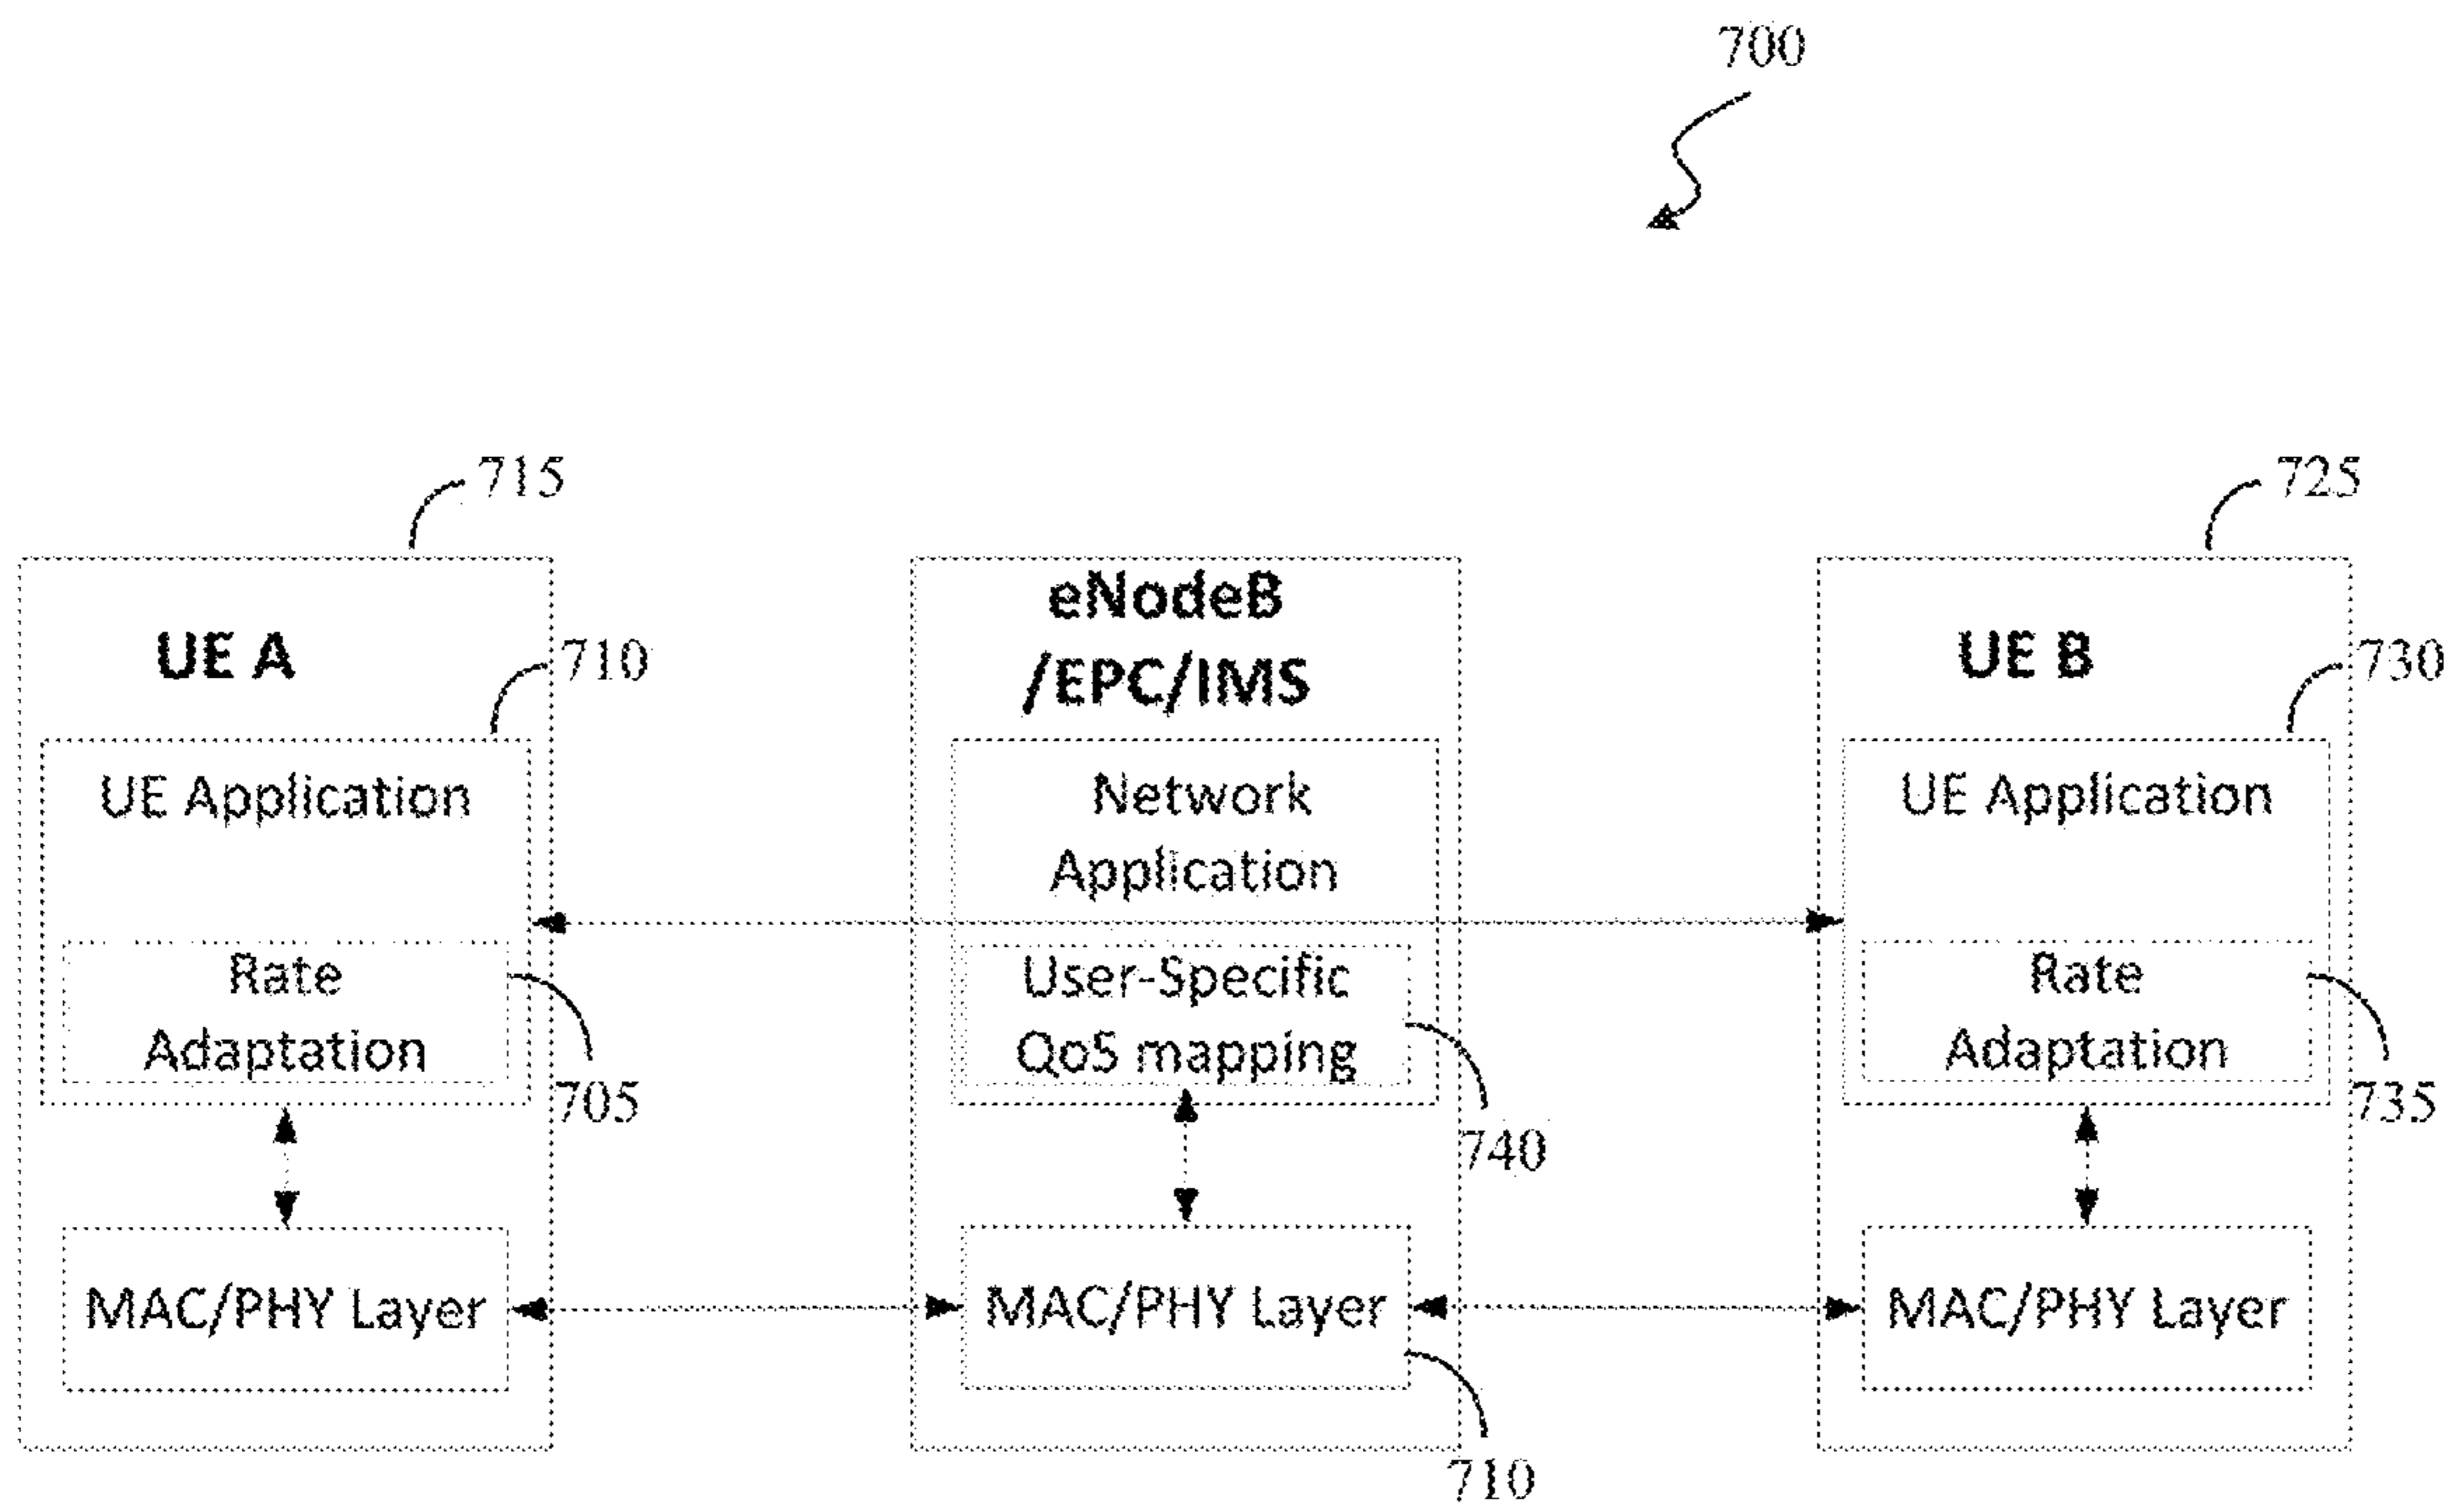 700
715
725
UE A
710
UE Application
Rate
Adaptation
705
MAC/PHY Layer
eNodeB
/EPC/IMS
Network
Application
User-Specific
QoS mapping
740
MAC/PHY Layer
710
UE B
730
UE Application
Rate
Adaptation
735
MAC/PHY Layer